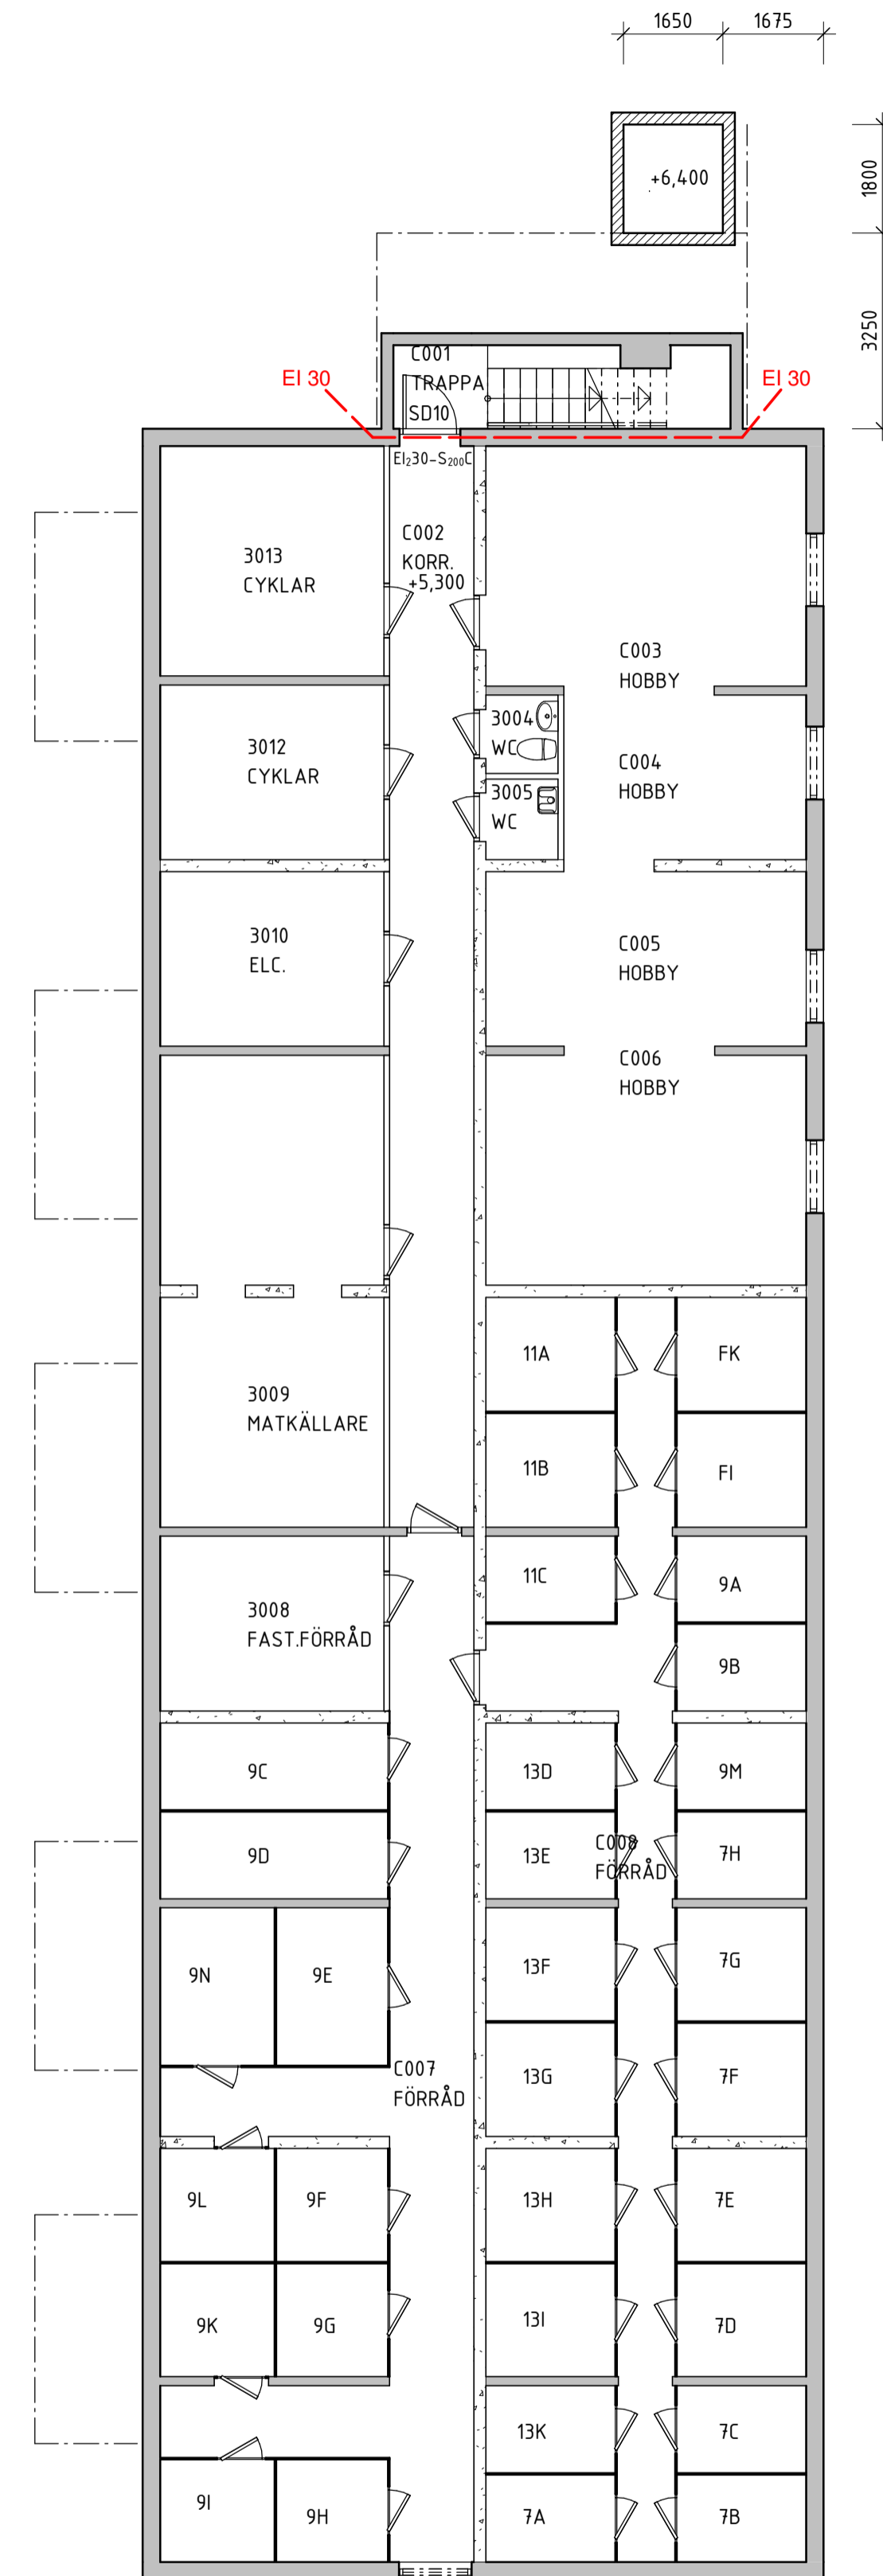 1650
1675
+6,400
1800
3250
C001
TRAPPA
SD10
EI 30
EI 30
EI₂30-S₂₀₀C
C002
KORR.
+5,300
3013
CYKLAR
C003
HOBBY
3004
WC
3012
CYKLAR
C004
HOBBY
3005
WC
3010
ELC.
C005
HOBBY
C006
HOBBY
11A
FK
3009
MATKÄLLARE
11B
FI
11C
9A
3008
FAST.FÖRRÅD
9B
9C
13D
9M
9D
13E
C008
FÖRRÅD
7H
9N
9E
13F
7G
C007
FÖRRÅD
13G
7F
9L
9F
13H
7E
9K
9G
13I
7D
13K
7C
9I
9H
7A
7B